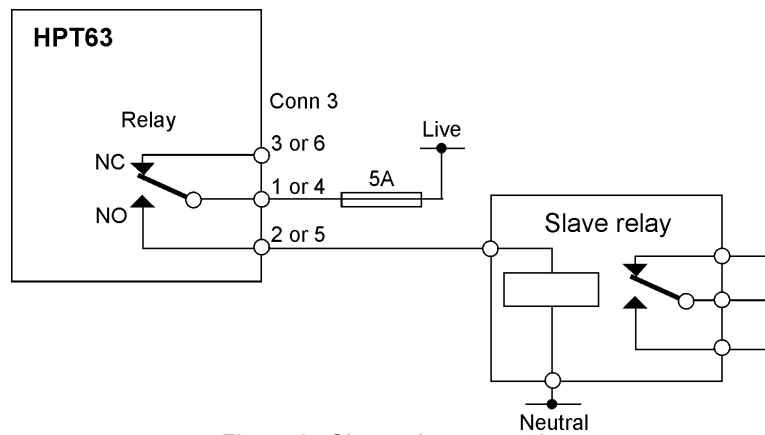 HPT63
Conn 3
Relay
Live
3 or 6
NC
5A
1 or 4
NO
Slave relay
2 or 5
Neutral